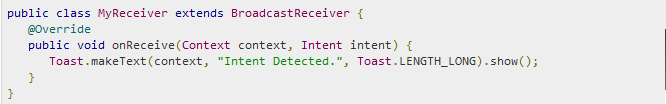 public class MyReceiver extends BroadcastReceiver {
   @Override
   public void onReceive(Context context, Intent intent) {
      Toast.makeText(context, "Intent Detected.", Toast.LENGTH_LONG).show();
   }
}